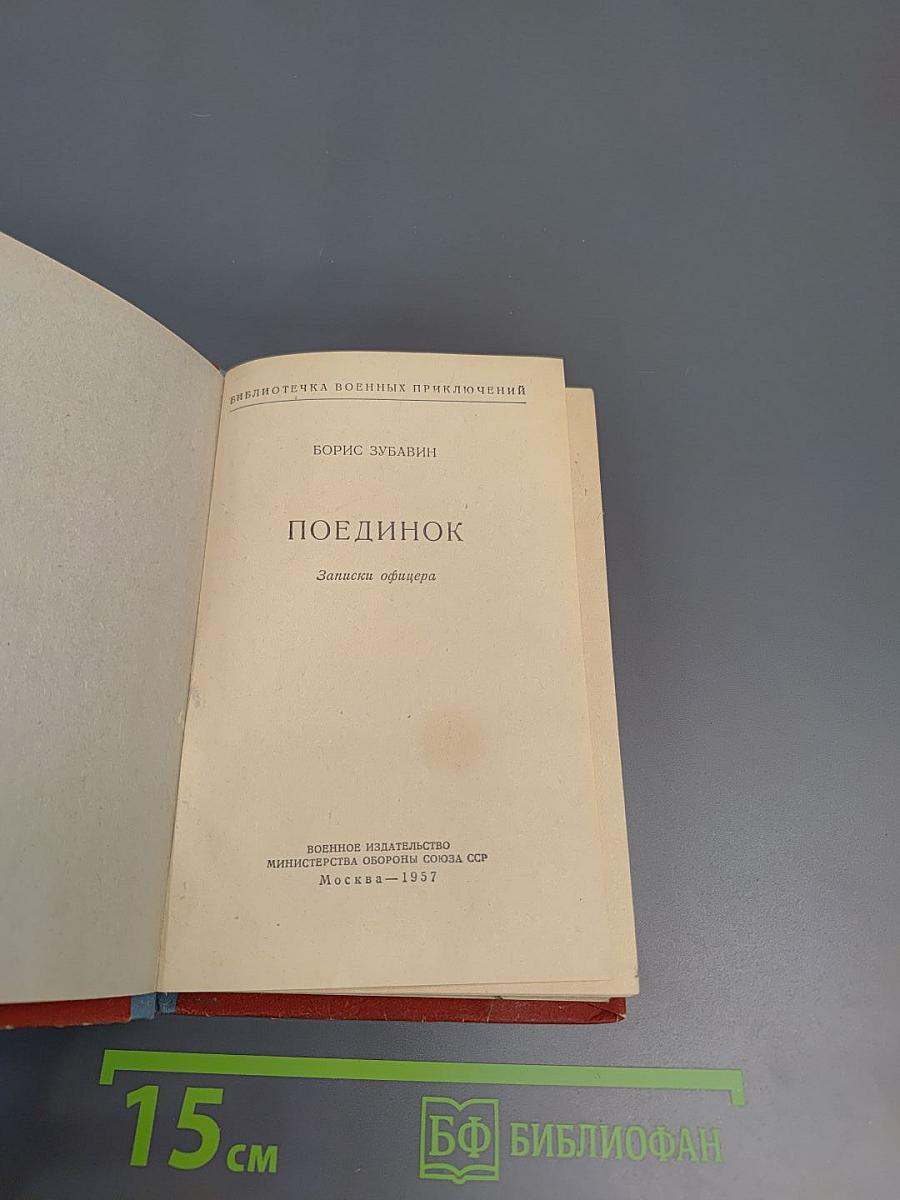 БИБЛИОТЕЧКА ВОЕННЫХ ПРИКЛЮЧЕНИЙ
БОРИС ЗУБАВИН
ПОЕДИНОК
Записки офицера
ВОЕННОЕ ИЗДАТЕЛЬСТВО
МИНИСТЕРСТВА ОБОРОНЫ СОЮЗА ССР
Москва—1957
15 см
БФ БИБЛИОФАН